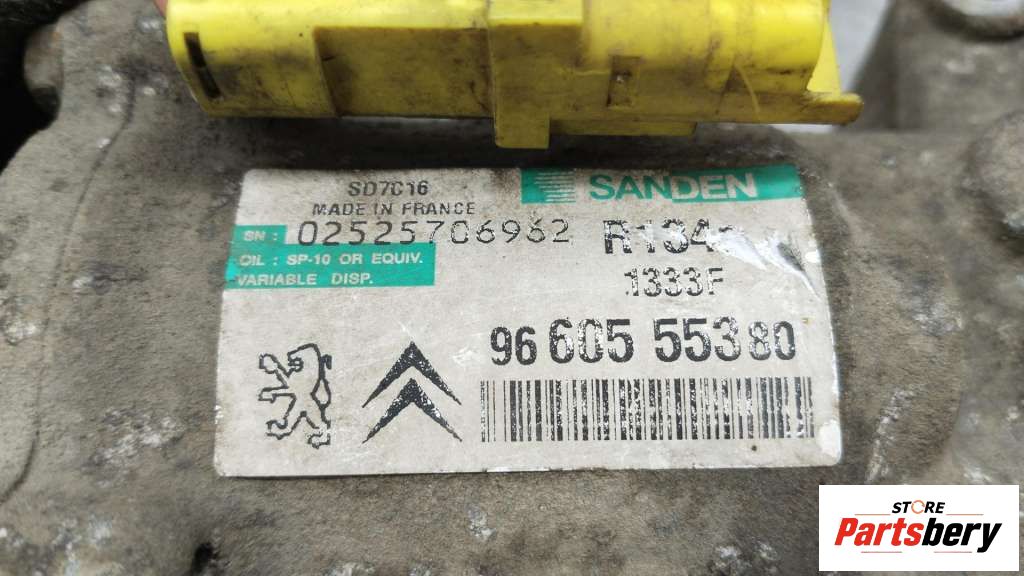 SD7C16
MADE IN FRANCE
SANDEN
SN : 02525706962
R134
OIL : SP-10 OR EQUIV.
VARIABLE DISP.
1333F
96 605 553 80
STORE
Partsbery